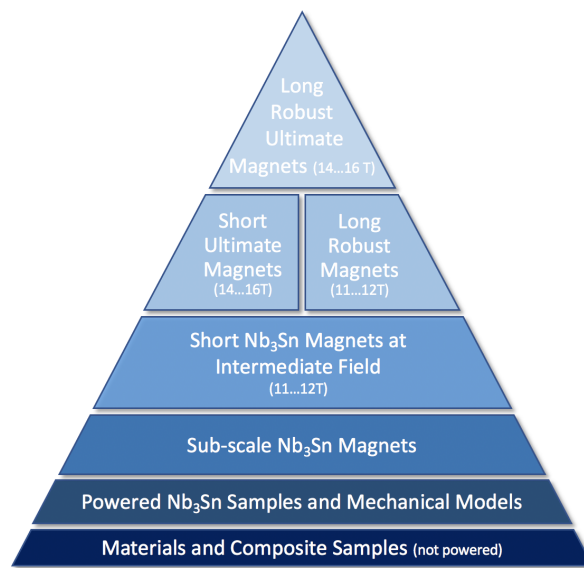 Long
Robust
Ultimate
Magnets (14...16 T)
Short
Ultimate
Magnets
(14...16T)
Long
Robust
Magnets
(11...12T)
Short Nb₃Sn Magnets at
Intermediate Field
(11...12T)
Sub-scale Nb₃Sn Magnets
Powered Nb₃Sn Samples and Mechanical Models
Materials and Composite Samples (not powered)